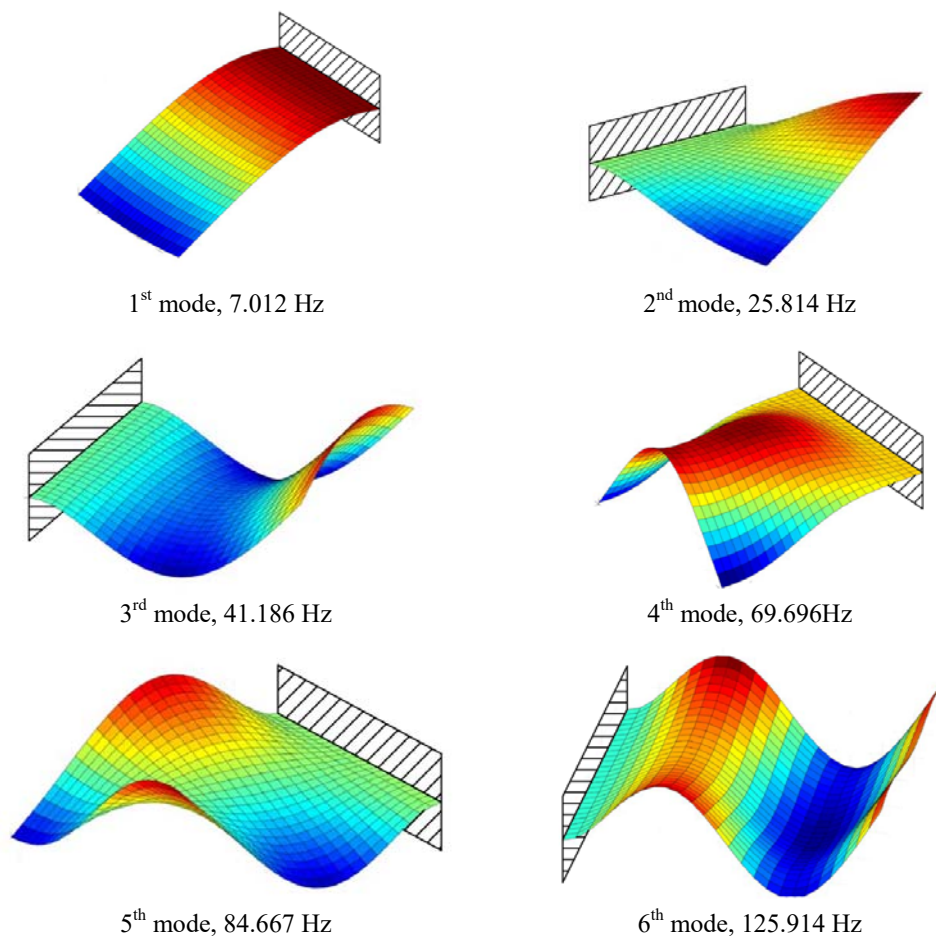 1st mode, 7.012 Hz
2nd mode, 25.814 Hz
3rd mode, 41.186 Hz
4th mode, 69.696Hz
5th mode, 84.667 Hz
6th mode, 125.914 Hz